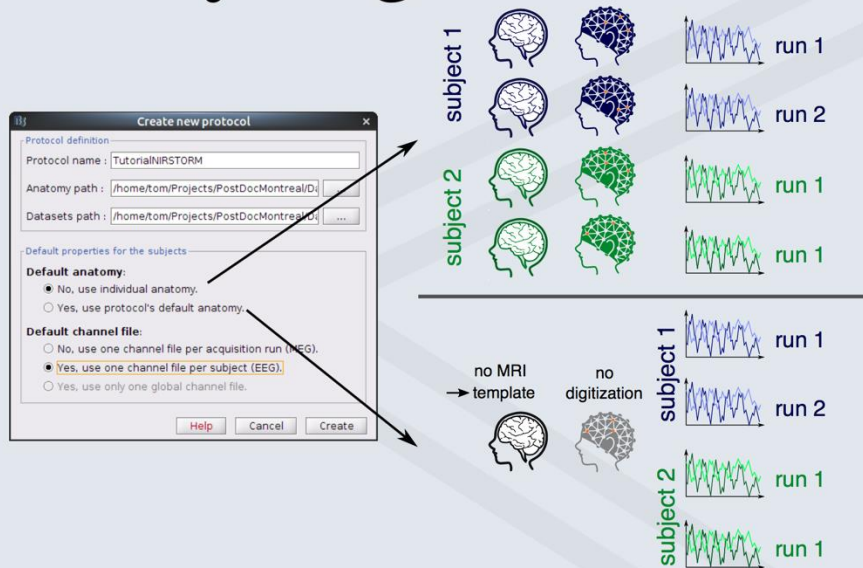 Create new protocol
Protocol definition
Protocol name : TutorialNIRSTORM
Anatomy path : /home/tom/Projects/PostDocMontreal/Da ...
Datasets path : /home/tom/Projects/PostDocMontreal/Da ...
Default properties for the subjects
Default anatomy:
No, use individual anatomy.
Yes, use protocol's default anatomy.
Default channel file:
No, use one channel file per acquisition run (MEG).
Yes, use one channel file per subject (EEG).
Yes, use only one global channel file.
Help Cancel Create
subject 1
run 1
run 2
subject 2
run 1
run 1
no MRI
→ template
no
digitization
subject 1
run 1
run 2
subject 2
run 1
run 1